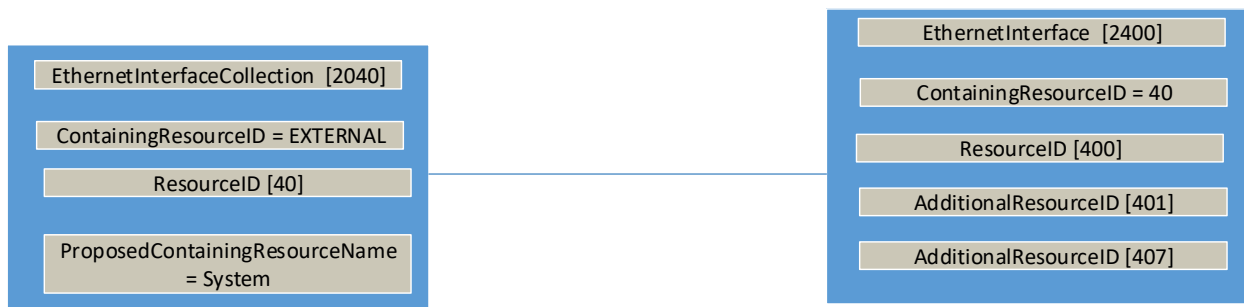 EthernetInterfaceCollection [2040]
ContainingResourceID = EXTERNAL
ResourceID [40]
ProposedContainingResourceName
= System
EthernetInterface [2400]
ContainingResourceID = 40
ResourceID [400]
AdditionalResourceID [401]
AdditionalResourceID [407]